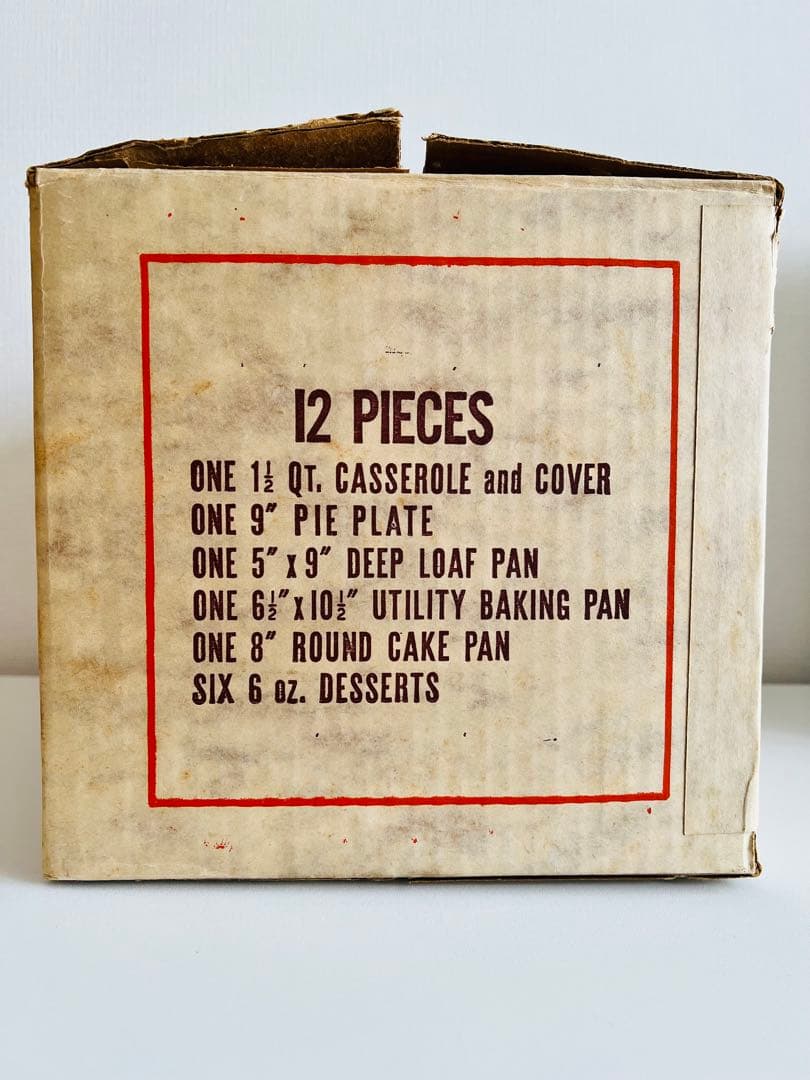 12 PIECES
ONE 1½ QT. CASSEROLE and COVER
ONE 9" PIE PLATE
ONE 5" x 9" DEEP LOAF PAN
ONE 6½" x 10½" UTILITY BAKING PAN
ONE 8" ROUND CAKE PAN
SIX 6 oz. DESSERTS